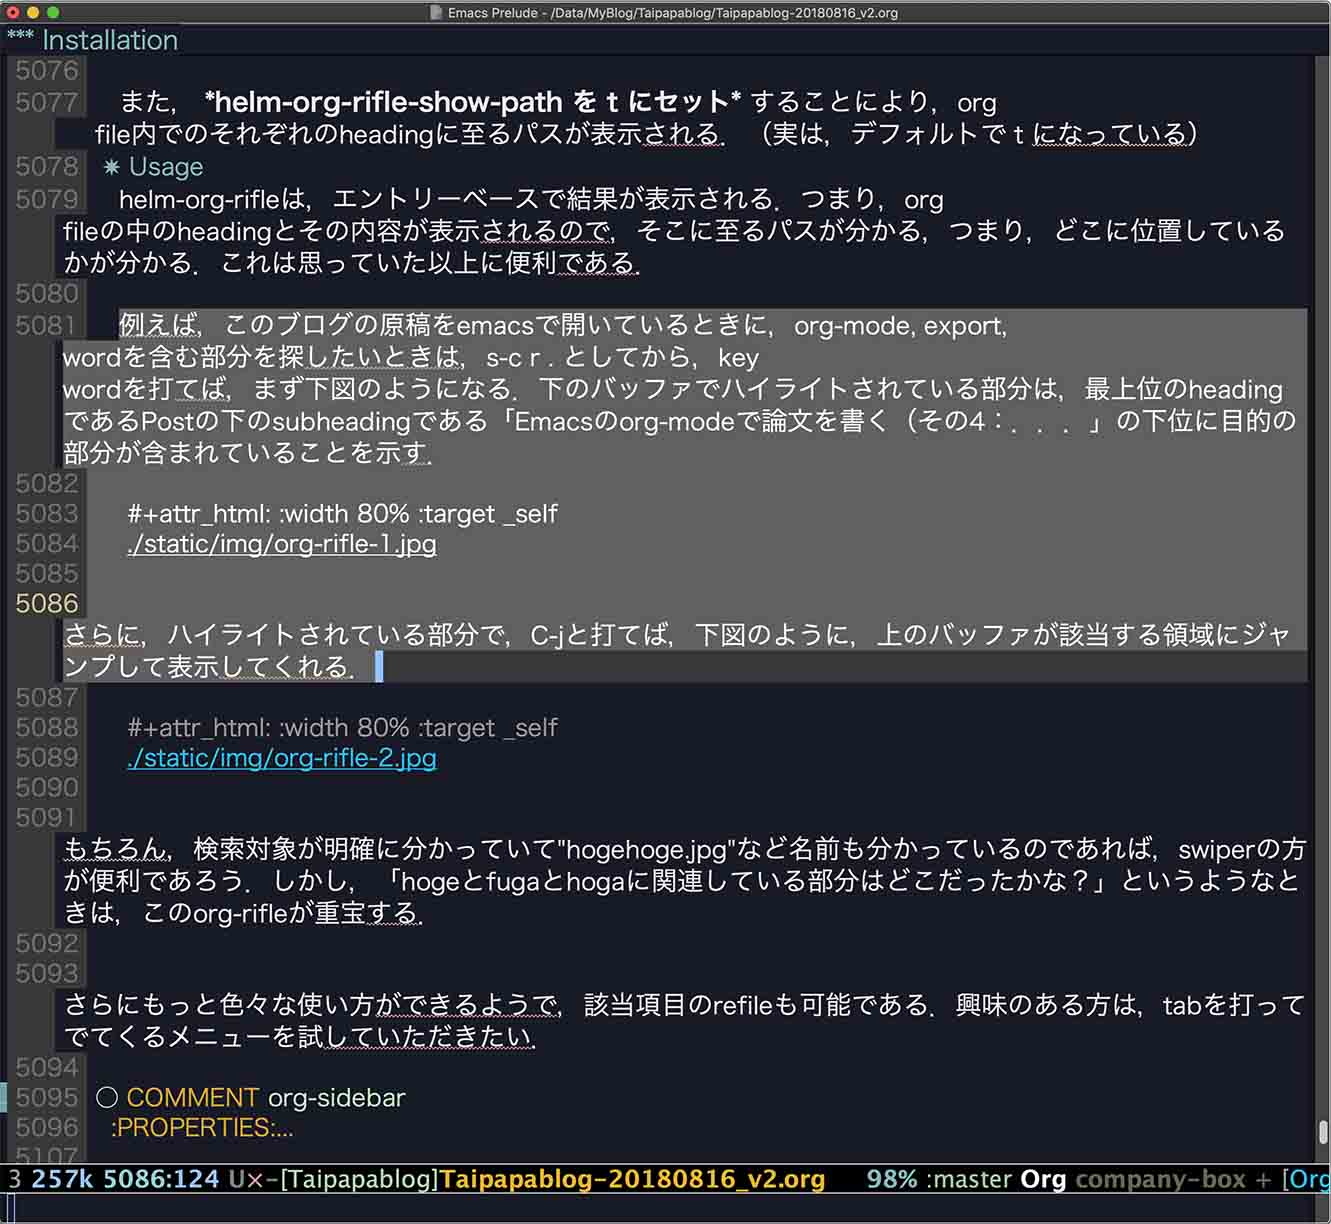 Emacs Prelude - /Data/MyBlog/Taipapablog/Taipapablog-20180816_v2.org
*** Installation
5076
5077 また， *helm-org-rifle-show-path を t にセット* することにより，org
file内でのそれぞれのheadingに至るパスが表示される． （実は，デフォルトで t になっている）
5078 ✷ Usage
5079 helm-org-rifleは，エントリーベースで結果が表示される．つまり，org
fileの中のheadingとその内容が表示されるので，そこに至るパスが分かる，つまり，どこに位置している
かが分かる．これは思っていた以上に便利である．
5080
5081 例えば，このブログの原稿をemacsで開いているときに，org-mode, export,
wordを含む部分を探したいときは，s-c r . としてから，key
wordを打てば，まず下図のようになる．下のバッファでハイライトされている部分は，最上位のheading
であるPostの下のsubheadingである「Emacsのorg-modeで論文を書く（その4：．．．」の下位に目的の
部分が含まれていることを示す．
5082
5083 #+attr_html: :width 80% :target _self
5084 ./static/img/org-rifle-1.jpg
5085
5086
さらに，ハイライトされている部分で，C-jと打てば，下図のように，上のバッファが該当する領域にジャ
ンプして表示してくれる．
5087
5088 #+attr_html: :width 80% :target _self
5089 ./static/img/org-rifle-2.jpg
5090
5091
もちろん，検索対象が明確に分かっていて"hogehoge.jpg"など名前も分かっているのであれば，swiperの方
が便利であろう．しかし，「hogeとfugaとhogaに関連している部分はどこだったかな？」というようなと
きは，このorg-rifleが重宝する．
5092
5093
さらにもっと色々な使い方ができるようで，該当項目のrefileも可能である．興味のある方は，tabを打って
でてくるメニューを試していただきたい．
5094
5095 ○ COMMENT org-sidebar
5096 :PROPERTIES:...
5107
3 257k 5086:124 U×-[Taipapablog]Taipapablog-20180816_v2.org 98% :master Org company-box + [Org